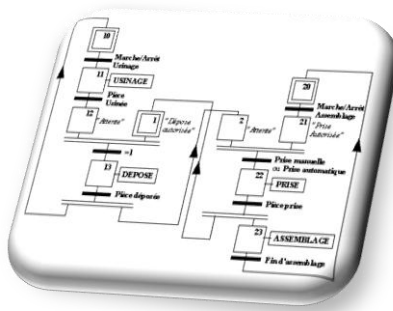 10
Marche/Arrêt
Usinage
11
USINAGE
Pièce
Usinée
12
"Attente"
1
"Dépose
autorisée"
=1
13
DEPOSE
Pièce déposée
2
"Attente"
20
Marche/Arrêt
Assemblage
21
"Prise
Autorisée"
Prise manuelle
ou Prise automatique
22
PRISE
Pièce prise
23
ASSEMBLAGE
Fin d'assemblage